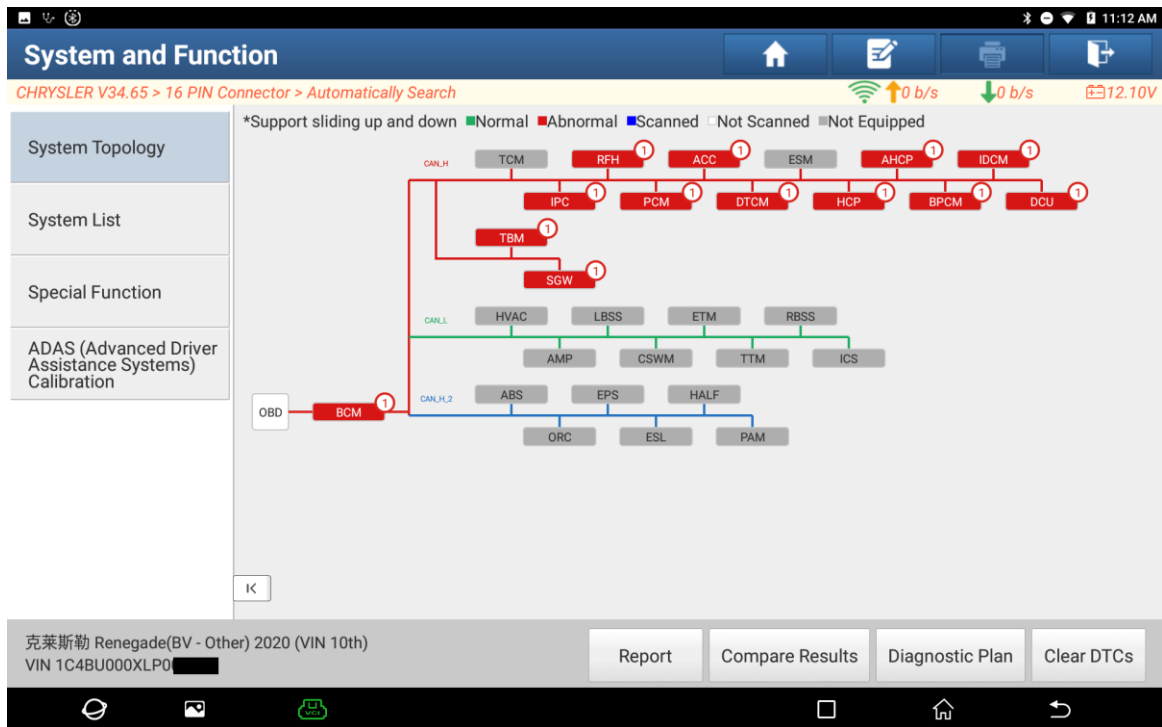 11:12 AM
System and Function
CHRYSLER V34.65 > 16 PIN Connector > Automatically Search
0 b/s
0 b/s
12.10V
System Topology
System List
Special Function
ADAS (Advanced Driver
Assistance Systems)
Calibration
*Support sliding up and down Normal Abnormal Scanned Not Scanned Not Equipped
CAN_H
TCM
RFH 1
ACC 1
ESM
AHCP 1
IDCM 1
IPC 1
PCM 1
DTCM 1
HCP 1
BPCM 1
DCU 1
TBM 1
SGW 1
CAN_L
HVAC
LBSS
ETM
RBSS
AMP
CSWM
TTM
ICS
OBD
BCM 1
CAN_H_2
ABS
EPS
HALF
ORC
ESL
PAM
克莱斯勒 Renegade(BV - Other) 2020 (VIN 10th)
VIN 1C4BU000XLP0
Report
Compare Results
Diagnostic Plan
Clear DTCs
VCI